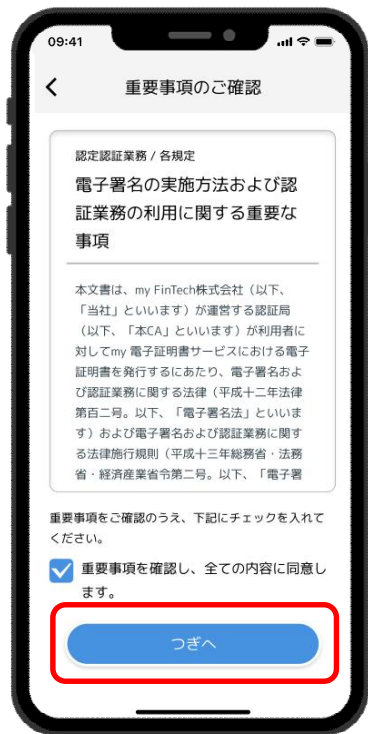 09:41
重要事項のご確認
認定認証業務 / 各規定
電子署名の実施方法および認
証業務の利用に関する重要な
事項
本文書は、my FinTech株式会社（以下、
「当社」といいます）が運営する認証局
（以下、「本CA」といいます）が利用者に
対してmy 電子証明書サービスにおける電子
証明書を発行するにあたり、電子署名およ
び認証業務に関する法律（平成十二年法律
第百二号。以下、「電子署名法」といいま
す）および電子署名および認証業務に関す
る法律施行規則（平成十三年総務省・法務
省・経済産業省令第二号。以下、「電子署
重要事項をご確認のうえ、下記にチェックを入れて
ください。
重要事項を確認し、全ての内容に同意し
ます。
つぎへ